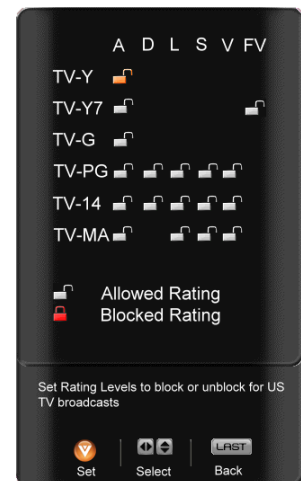 A D L S V FV
TV-Y
TV-Y7
TV-G
TV-PG
TV-14
TV-MA
Allowed Rating
Blocked Rating
Set Rating Levels to block or unblock for US
TV broadcasts
LAST
Set Select Back